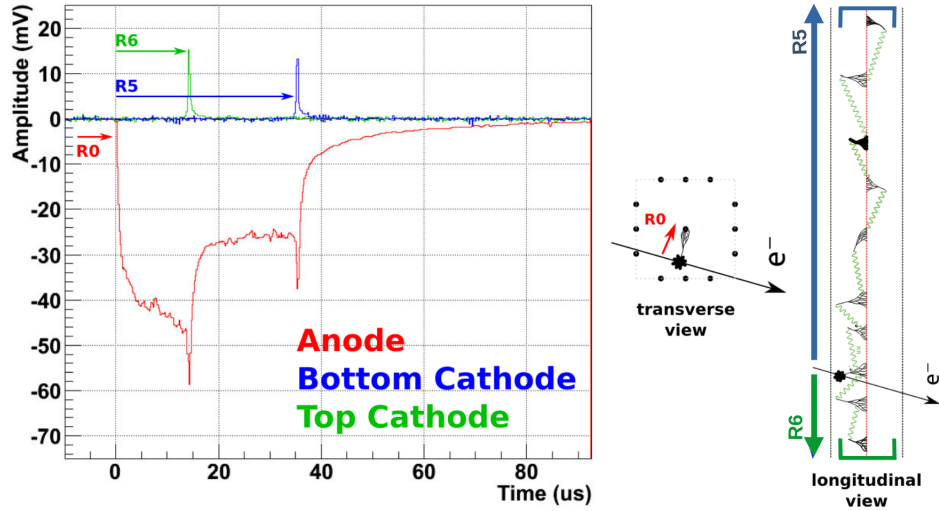 Amplitude (mV)
20
10
0
-10
-20
-30
-40
-50
-60
-70
R6
R5
R0
Anode
Bottom Cathode
Top Cathode
0
20
40
60
80
Time (us)
R0
e⁻
transverse
view
R5
R6
e⁻
longitudinal
view